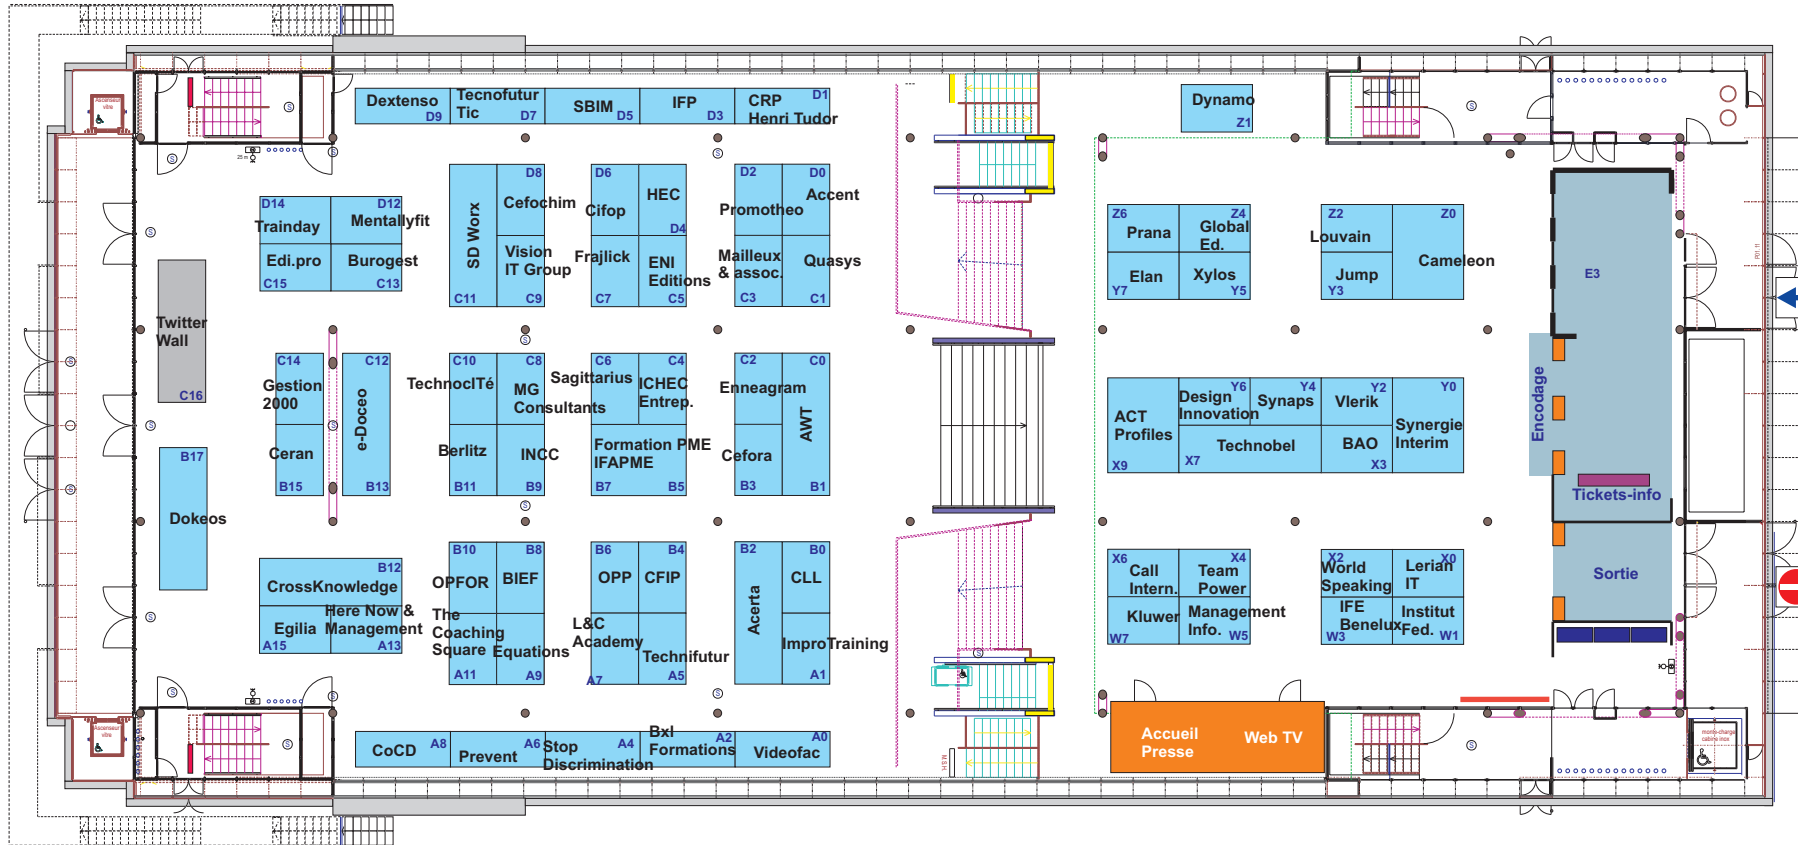 Ascenseur
vitré
Dextenso
D9
Tecnofutur
Tic
D7
SBIM
D5
IFP
D3
D1
CRP
Henri Tudor
Dynamo
Z1
25 m
D14
Trainday
D12
Mentallyfit
Edi.pro
C15
Burogest
C13
SD Worx
C11
D8
Cefochim
Vision
IT Group
C9
D6
Cifop
HEC
D4
Frajlick
C7
ENI
Editions
C5
D2
Promotheo
D0
Accent
Mailleux
& assoc.
C3
Quasys
C1
Z6
Prana
Z4
Global
Ed.
Elan
Y7
Xylos
Y5
Z2
Louvain
Z0
Cameleon
Jump
Y3
E3
Twitter
Wall
C16
C14
Gestion
2000
C12
e-Doceo
B13
Ceran
B15
C10
TechnoclTé
C8
MG
Consultants
Berlitz
B11
INCC
B9
C6
Sagittarius
C4
ICHEC
Entrep.
Formation PME
IFAPME
B7
B5
C2
Enneagram
C0
AWT
B1
Cefora
B3
ACT
Profiles
X9
Y6
Design
Innovation
Y4
Synaps
Y2
Vlerik
Y0
Synergie
Interim
X7
Technobel
BAO
X3
Encodage
Tickets-info
Sortie
B17
Dokeos
B12
CrossKnowledge
Egilia
A15
Here Now &
Management
A13
B10
OPFOR
B8
BIEF
The
Coaching
Square
A11
Equations
A9
B6
OPP
B4
CFIP
L&C
Academy
A7
Technifutur
A5
B2
Acerta
B0
CLL
ImproTraining
A1
X6
Call
Intern.
X4
Team
Power
Kluwer
W7
Management
Info.
W5
X2
World
Speaking
X0
Lerian
IT
IFE
Benelux
W3
Institut
Fed.
W1
CoCD
A8
Prevent
A6
Stop
Discrimination
A4
Bxl
Formations
A2
A0
Videofac
Accueil
Presse
Web TV
Ascenseur
vitré
monte-charge
cabine inox